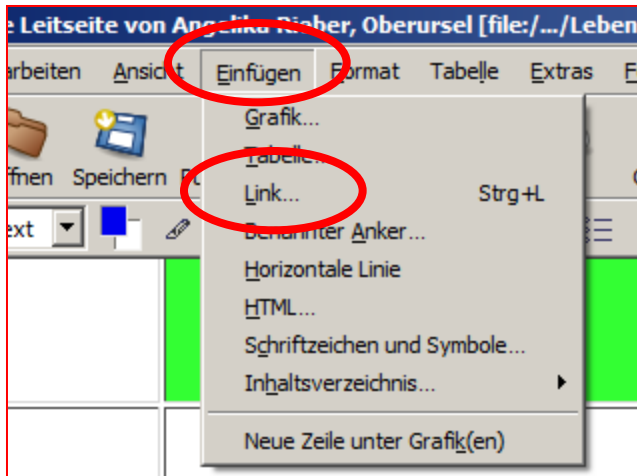 e Leitseite von Angelika Rieber, Oberursel [file:/.../Leben
arbeiten Ansicht Einfügen Format Tabelle Extras
Grafik...
Tabelle...
ffnen Speichern
Link... Strg+L
ext
Benannter Anker...
Horizontale Linie
HTML...
Schriftzeichen und Symbole...
Inhaltsverzeichnis...
Neue Zeile unter Grafik(en)